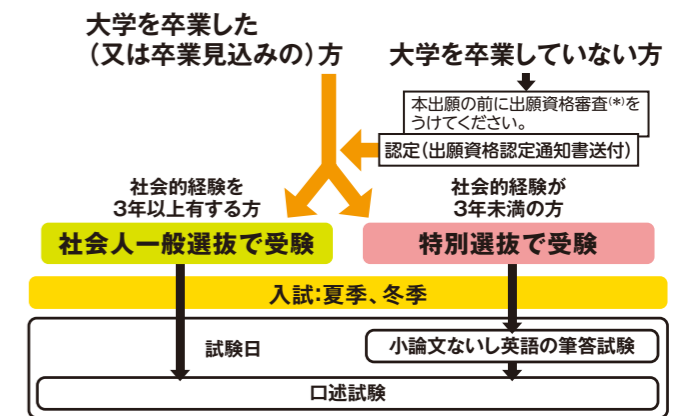 大学を卒業した
（又は卒業見込みの）方
大学を卒業していない方
本出願の前に出願資格審査(*)を
うけてください。
認定（出願資格認定通知書送付）
社会的経験を
3年以上有する方
社会的経験が
3年未満の方
社会人一般選抜で受験
特別選抜で受験
入試：夏季、冬季
試験日
小論文ないし英語の筆答試験
口述試験